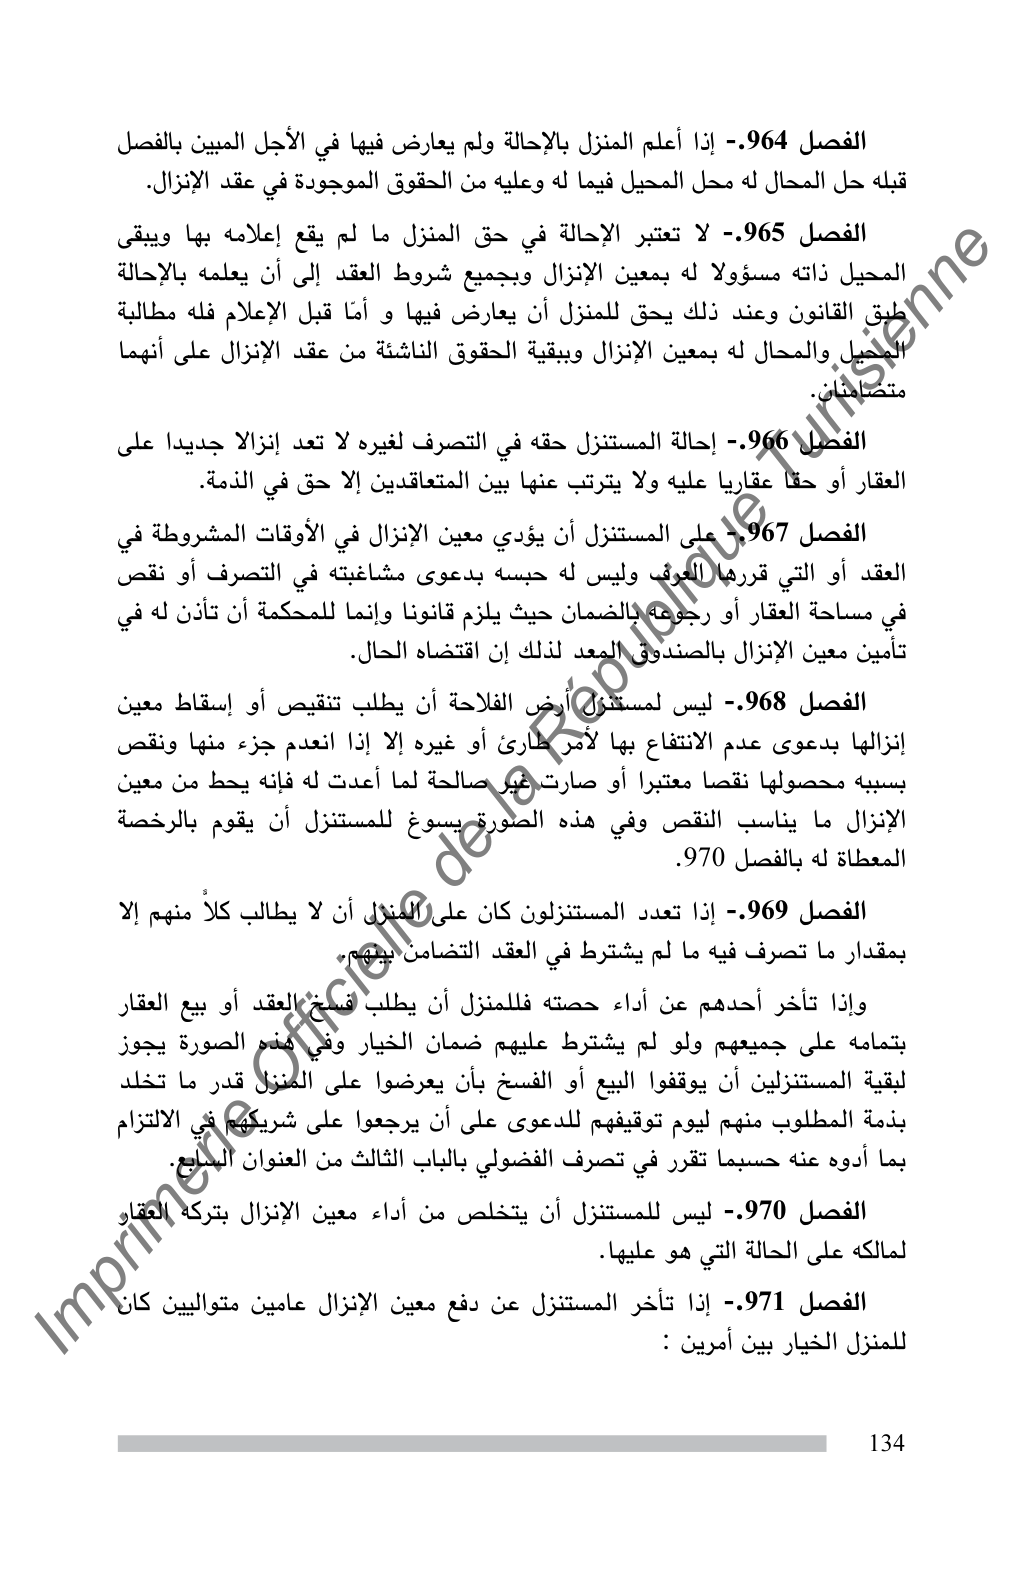 الفصل 964.- إذا أعلم المنزل بالإحالة ولم يعارض فيها في الأجل المبين بالفصل
قبله حل المحال له محل المحيل فيما له وعليه من الحقوق الموجودة في عقد الإنزال.
الفصل 965.- لا تعتبر الإحالة في حق المنزل ما لم يقع إعلامه بها ويبقى
المحيل ذاته مسؤولا له بمعين الإنزال وبجميع شروط العقد إلى أن يعلمه بالإحالة
طبق القانون وعند ذلك يحق للمنزل أن يعارض فيها و أمّا قبل الإعلام فله مطالبة
المحيل والمحال له بمعين الإنزال وببقية الحقوق الناشئة من عقد الإنزال على أنهما
متضامنان.
الفصل 966.- إحالة المستنزل حقه في التصرف لغيره لا تعد إنزالا جديدا على
العقار أو حقا عقاريا عليه ولا يترتب عنها بين المتعاقدين إلا حق في الذمة.
الفصل 967.- على المستنزل أن يؤدي معين الإنزال في الأوقات المشروطة في
العقد أو التي قررها العرف وليس له حبسه بدعوى مشاغبته في التصرف أو نقص
في مساحة العقار أو رجوعه بالضمان حيث يلزم قانونا وإنما للمحكمة أن تأذن له في
تأمين معين الإنزال بالصندوق المعد لذلك إن اقتضاه الحال.
الفصل 968.- ليس لمستنزل أرض الفلاحة أن يطلب تنقيص أو إسقاط معين
إنزالها بدعوى عدم الانتفاع بها لأمر طارئ أو غيره إلا إذا انعدم جزء منها ونقص
بسببه محصولها نقصا معتبرا أو صارت غير صالحة لما أعدت له فإنه يحط من معين
الإنزال ما يناسب النقص وفي هذه الصورة يسوغ للمستنزل أن يقوم بالرخصة
المعطاة له بالفصل 970.
الفصل 969.- إذا تعدد المستنزلون كان على المنزل أن لا يطالب كلاًّ منهم إلا
بمقدار ما تصرف فيه ما لم يشترط في العقد التضامن بينهم.
وإذا تأخر أحدهم عن أداء حصته فللمنزل أن يطلب فسخ العقد أو بيع العقار
بتمامه على جميعهم ولو لم يشترط عليهم ضمان الخيار وفي هذه الصورة يجوز
لبقية المستنزلين أن يوقفوا البيع أو الفسخ بأن يعرضوا على المنزل قدر ما تخلد
بذمة المطلوب منهم ليوم توقيفهم للدعوى على أن يرجعوا على شريكهم في الالتزام
بما أدوه عنه حسبما تقرر في تصرف الفضولي بالباب الثالث من العنوان السابع.
الفصل 970.- ليس للمستنزل أن يتخلص من أداء معين الإنزال بتركه العقار
لمالكه على الحالة التي هو عليها.
الفصل 971.- إذا تأخر المستنزل عن دفع معين الإنزال عامين متواليين كان
للمنزل الخيار بين أمرين :
134
Imprimerie Officielle de la République Tunisienne